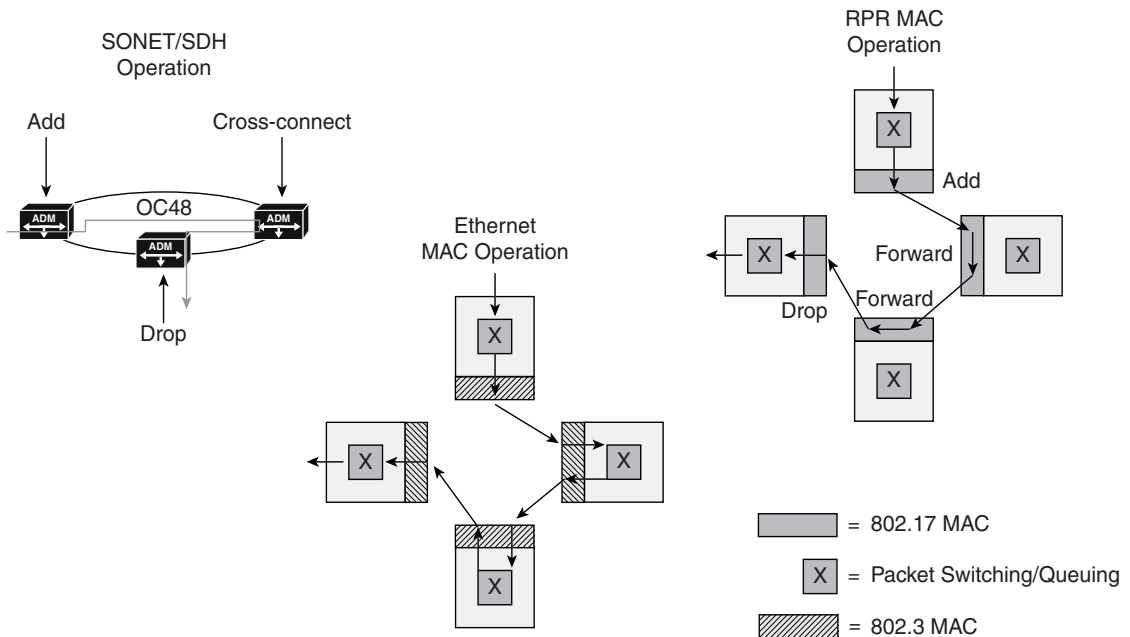 SONET/SDH
Operation
Add
Cross-connect
OC48
ADM
ADM
ADM
Drop
Ethernet
MAC Operation
X
X
X
X
RPR MAC
Operation
X
Add
Forward
X
X
Drop
Forward
X
= 802.17 MAC
X = Packet Switching/Queuing
= 802.3 MAC